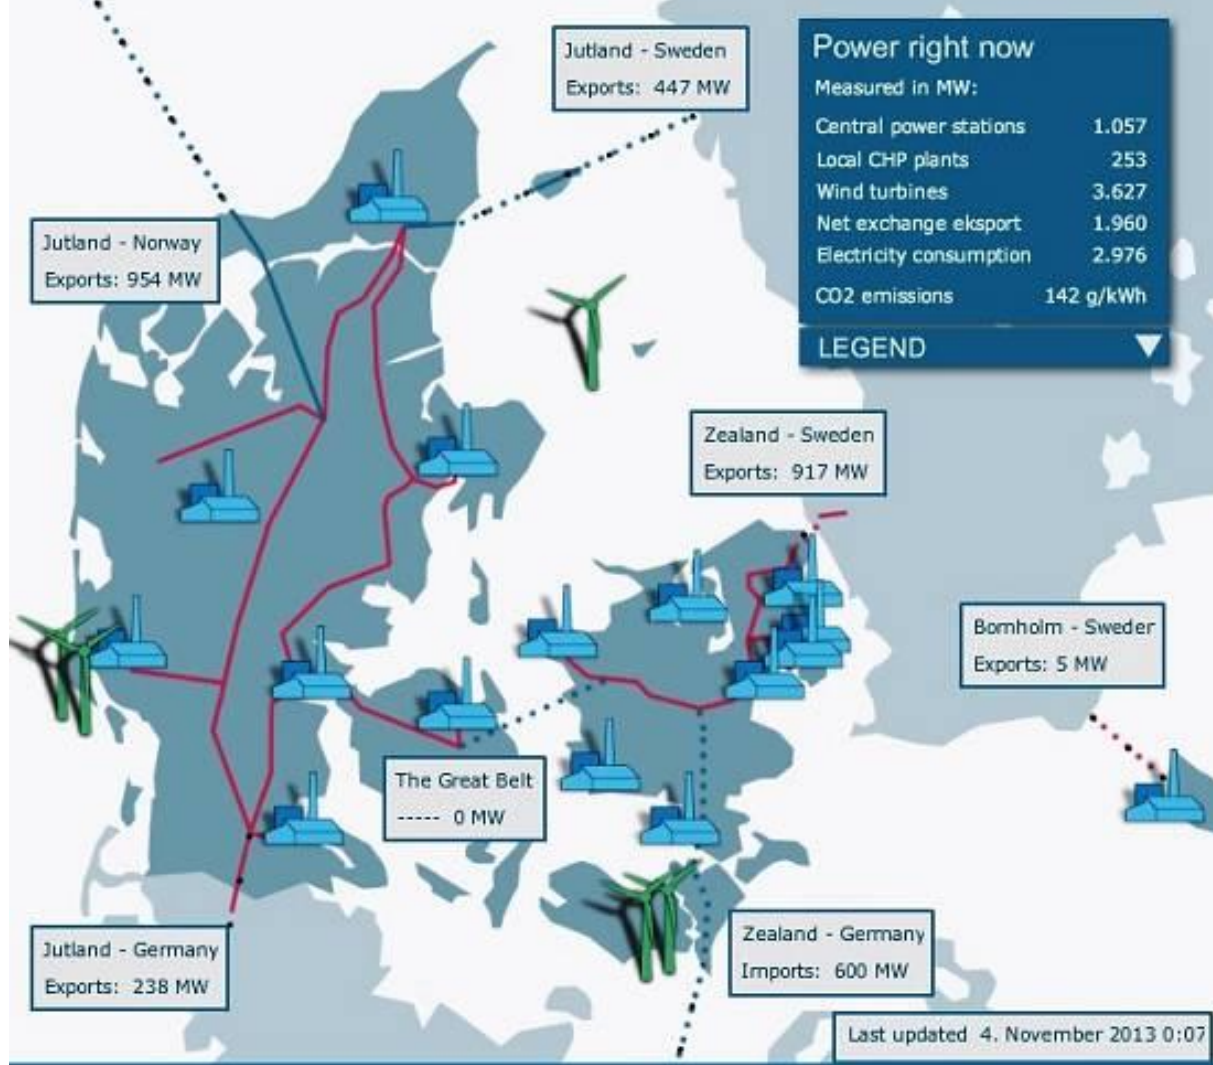 Jutland - Sweden
Exports: 447 MW
Power right now
Measured in MW:
Central power stations 1.057
Local CHP plants 253
Wind turbines 3.627
Net exchange eksport 1.960
Electricity consumption 2.976
CO2 emissions 142 g/kWh
LEGEND
Jutland - Norway
Exports: 954 MW
Zealand - Sweden
Exports: 917 MW
Bornholm - Sweder
Exports: 5 MW
The Great Belt
----- 0 MW
Jutland - Germany
Exports: 238 MW
Zealand - Germany
Imports: 600 MW
Last updated 4. November 2013 0:07